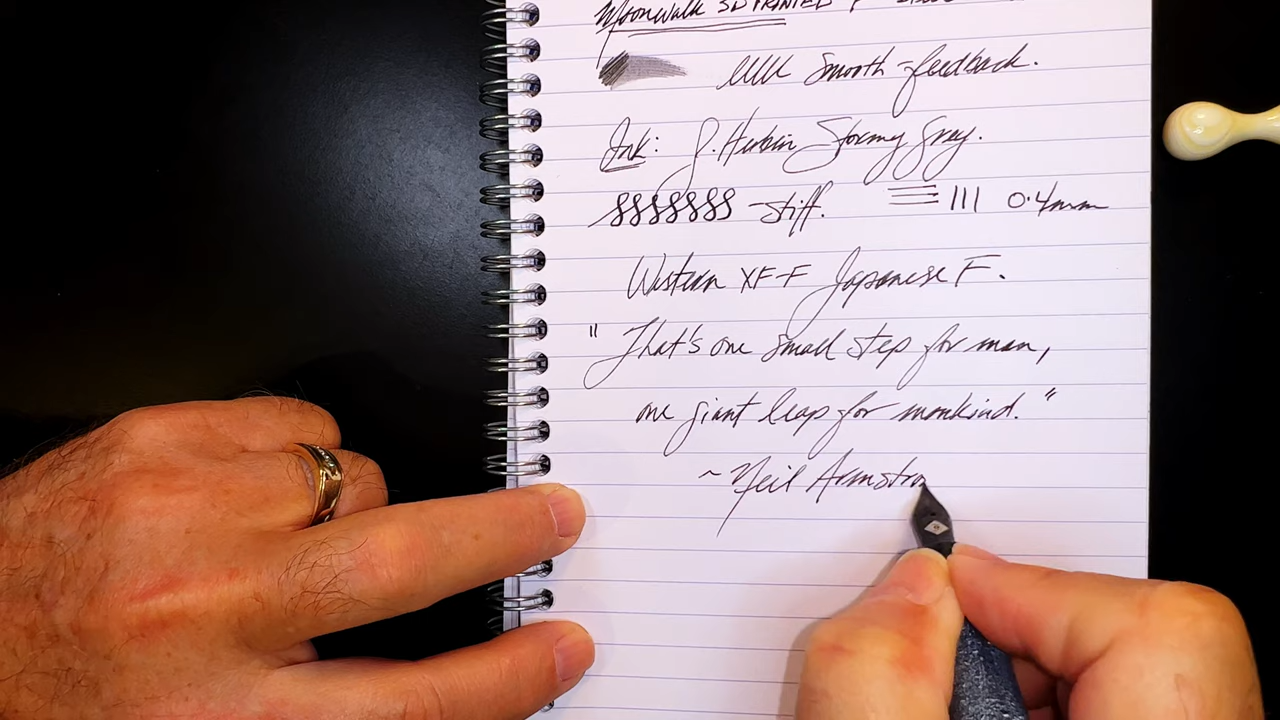 Moonwalk 3D PRINTED
Smooth - feedback.
Ink: J. Herbin Stormy Grey.
- stiff. 0.4mm
Western XF-F Japanese F.
" That's one small step for man,
one giant leap for mankind. "
~ Neil Armstro